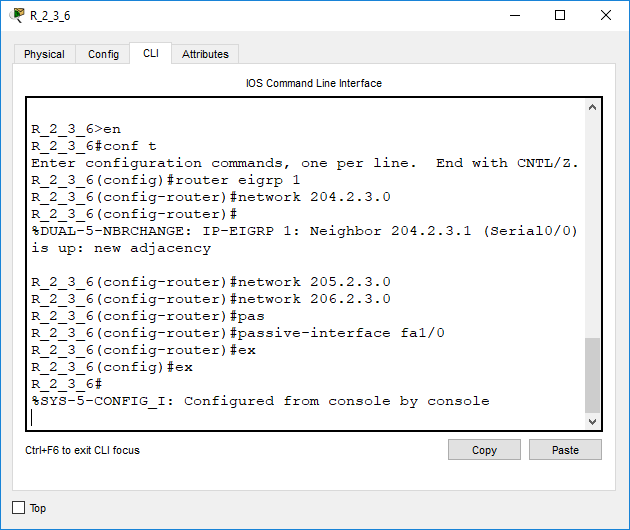 R_2_3_6
Physical Config CLI Attributes
IOS Command Line Interface
R_2_3_6>en
R_2_3_6#conf t
Enter configuration commands, one per line.  End with CNTL/Z.
R_2_3_6(config)#router eigrp 1
R_2_3_6(config-router)#network 204.2.3.0
R_2_3_6(config-router)#
%DUAL-5-NBRCHANGE: IP-EIGRP 1: Neighbor 204.2.3.1 (Serial0/0)
is up: new adjacency
R_2_3_6(config-router)#network 205.2.3.0
R_2_3_6(config-router)#network 206.2.3.0
R_2_3_6(config-router)#pas
R_2_3_6(config-router)#passive-interface fa1/0
R_2_3_6(config-router)#ex
R_2_3_6(config)#ex
R_2_3_6#
%SYS-5-CONFIG_I: Configured from console by console
Ctrl+F6 to exit CLI focus
Copy Paste
Top